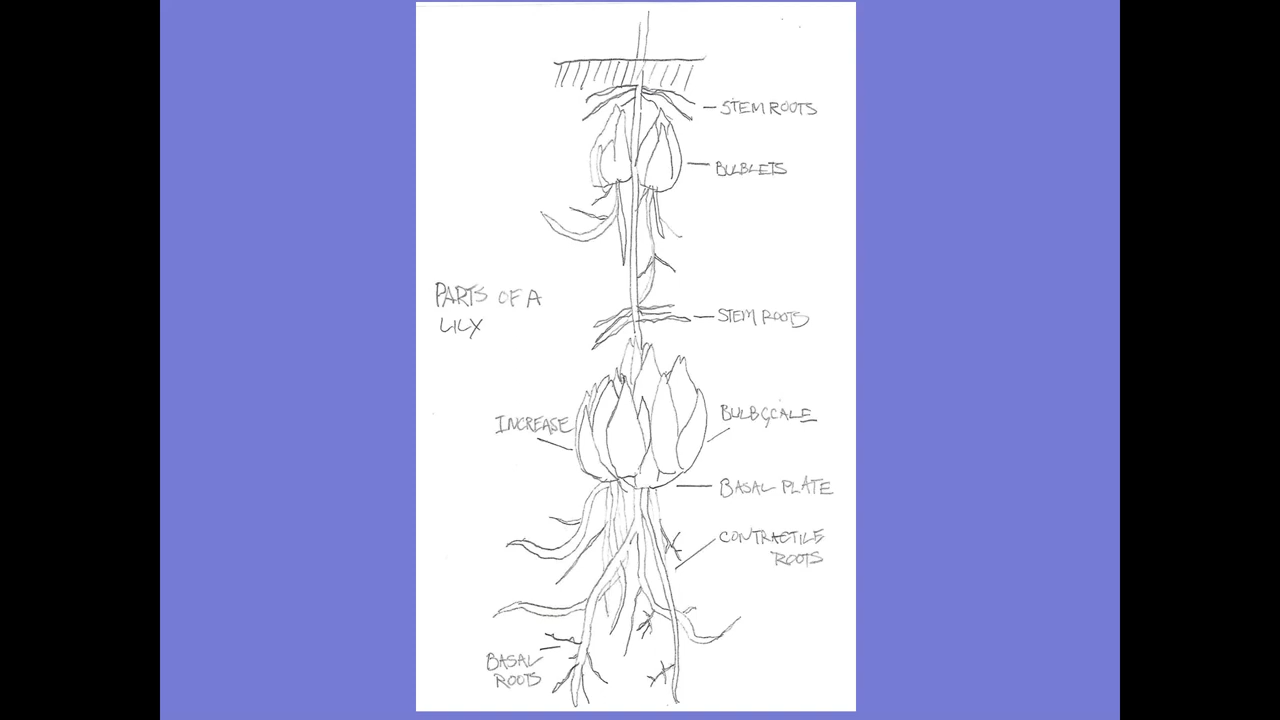 STEM ROOTS
BULBLETS
PARTS OF A
LILY
STEM ROOTS
INCREASE
BULBSCALE
BASAL PLATE
CONTRACTILE
ROOTS
BASAL
ROOTS